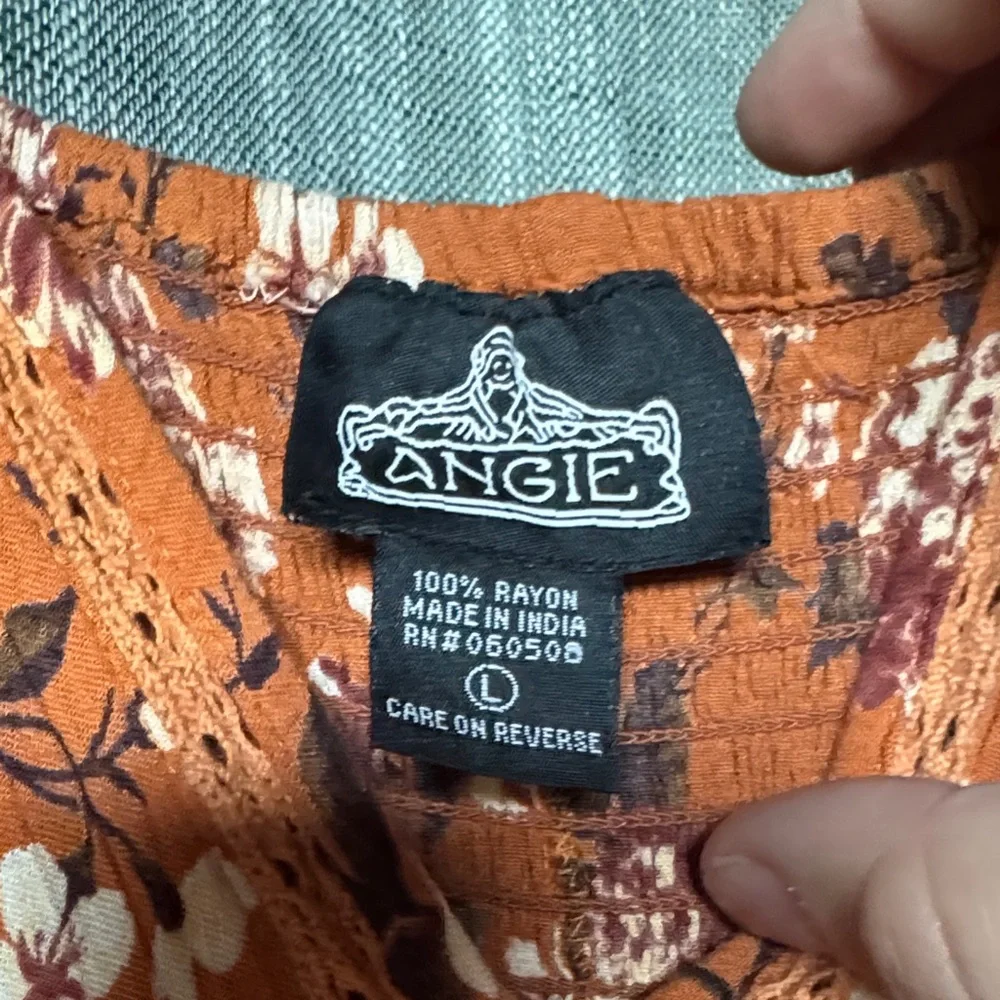 ANGIE
100% RAYON
MADE IN INDIA
RN#060508
L
CARE ON REVERSE